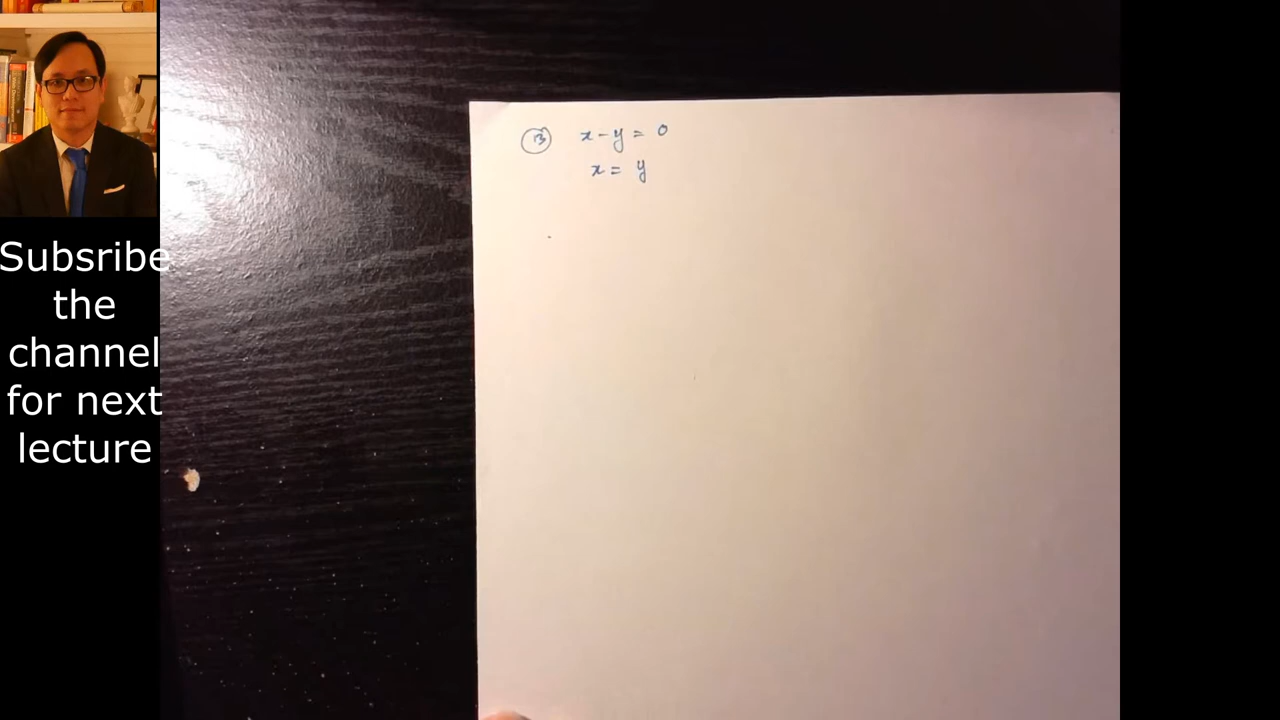 Subsribe
the
channel
for next
lecture
13 x - y = 0
x = y